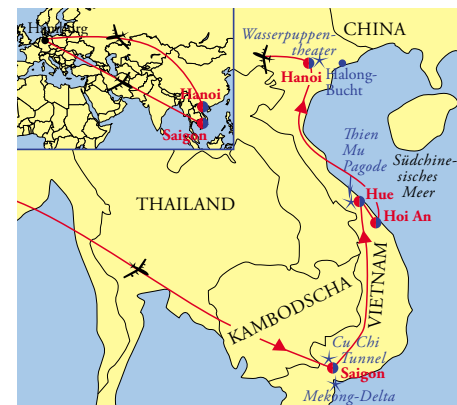 Hamburg
Hanoi
Saigon
CHINA
Wasserpuppen-
theater
Hanoi
Halong-
Bucht
Thien
Mu
Pagode
Südchine-
sisches
Meer
Hue
Hoi An
THAILAND
VIETNAM
KAMBODSCHA
Cu Chi
Tunnel
Saigon
Mekong-Delta